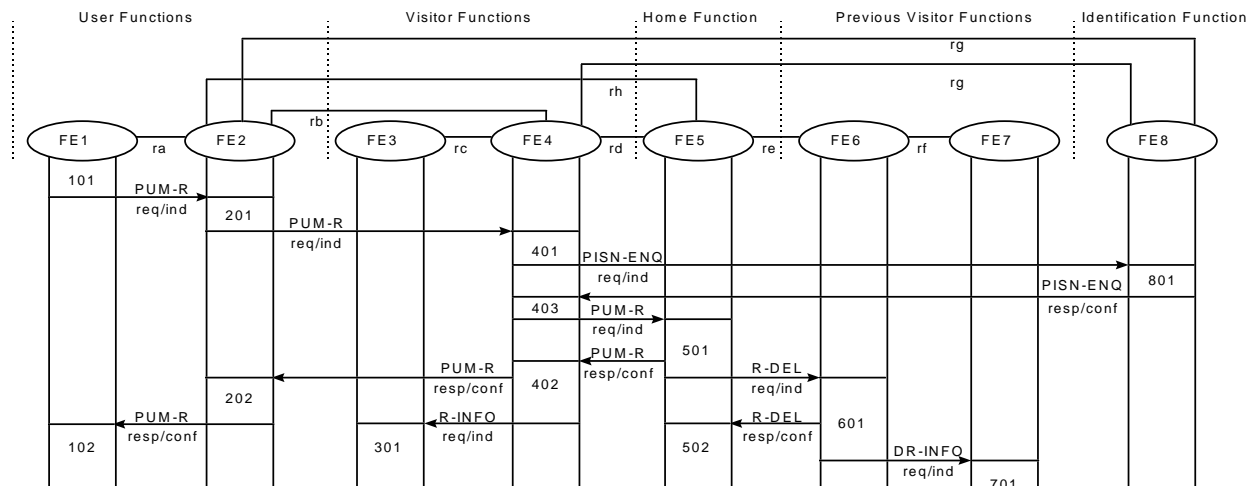 User Functions Visitor Functions Home Function Previous Visitor Functions Identification Function
rg
rh rg
rb
FE1 FE2 FE3 FE4 FE5 FE6 FE7 FE8
ra rc rd re rf
101
PUM-R
req/ind
201
PUM-R
req/ind
401
PISN-ENQ
req/ind
PISN-ENQ 801
resp/conf
403
PUM-R
req/ind
501
PUM-R PUM-R R-DEL
resp/conf resp/conf req/ind
202 402
PUM-R R-INFO R-DEL 601
resp/conf req/ind resp/conf
102 301 502
DR-INFO
req/ind
701